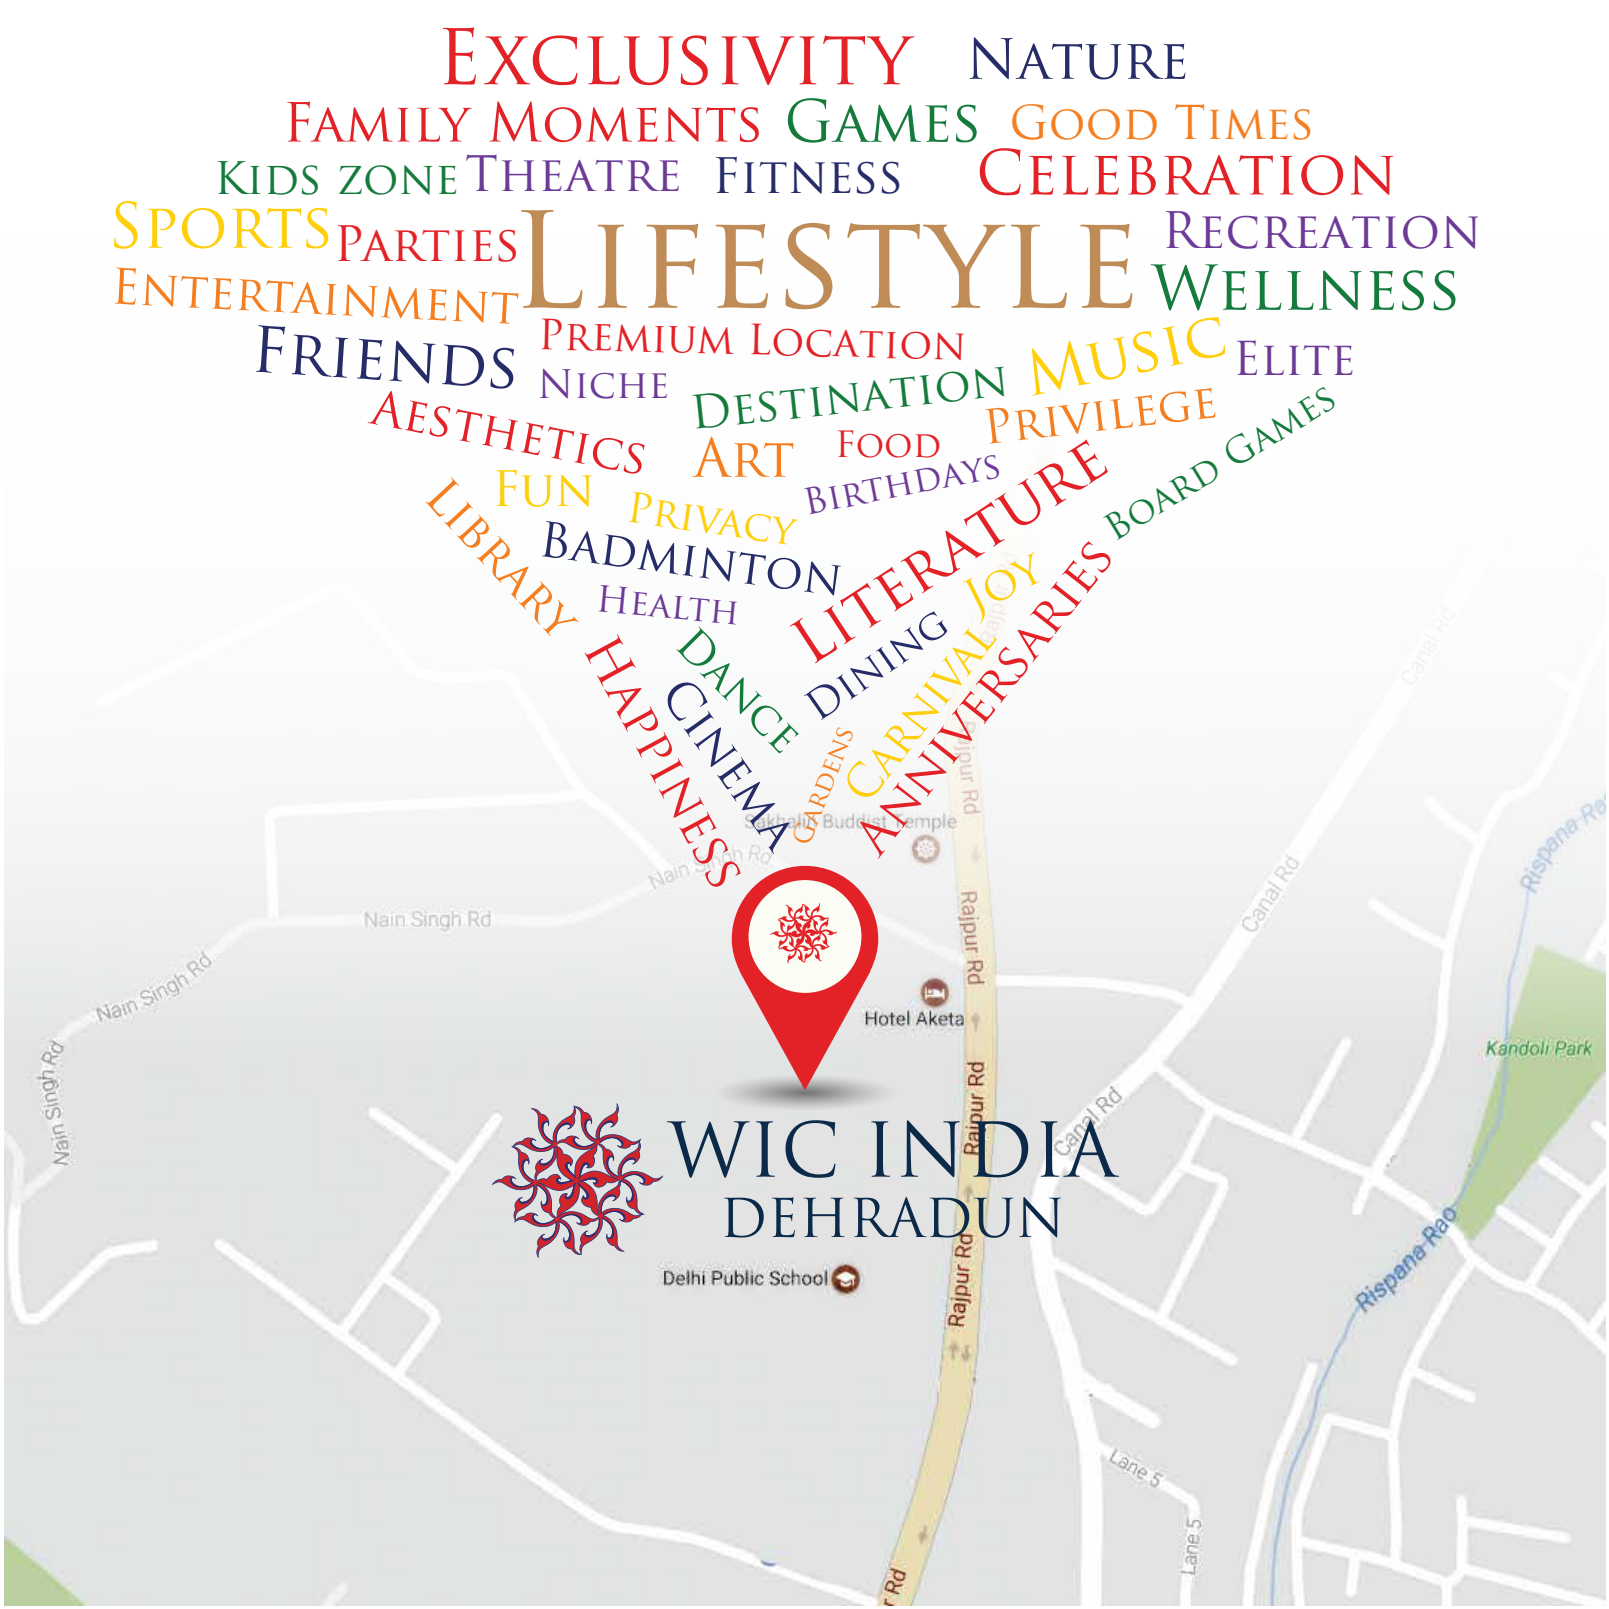 EXCLUSIVITY NATURE
FAMILY MOMENTS GAMES GOOD TIMES
KIDS ZONE THEATRE FITNESS CELEBRATION
SPORTS PARTIES LIFESTYLE RECREATION
ENTERTAINMENT WELLNESS
FRIENDS PREMIUM LOCATION MUSIC ELITE
NICHE DESTINATION PRIVILEGE BOARD GAMES
AESTHETICS ART FOOD
FUN PRIVACY BIRTHDAYS LITERATURE
LIBRARY BADMINTON JOY
HEALTH DINING ANNIVERSARIES
HAPPINESS DANCE CARNIVAL
CINEMA GARDENS
Rajpur Rd
Canal Rd
Rajpur Rd
Sakhalin Buddist Temple
Nain Singh Rd
Rispana-Rao
Canal Rd
Nain Singh Rd
Rajpur Rd
Nain Singh Rd
Hotel Aketa
Kandoli Park
Nain Singh Rd
Rajpur Rd
Canal Rd
WIC INDIA
DEHRADUN
Rajpur Rd
Rispana-Rao
Delhi Public School
Lane 5
Lane 5
r Rd